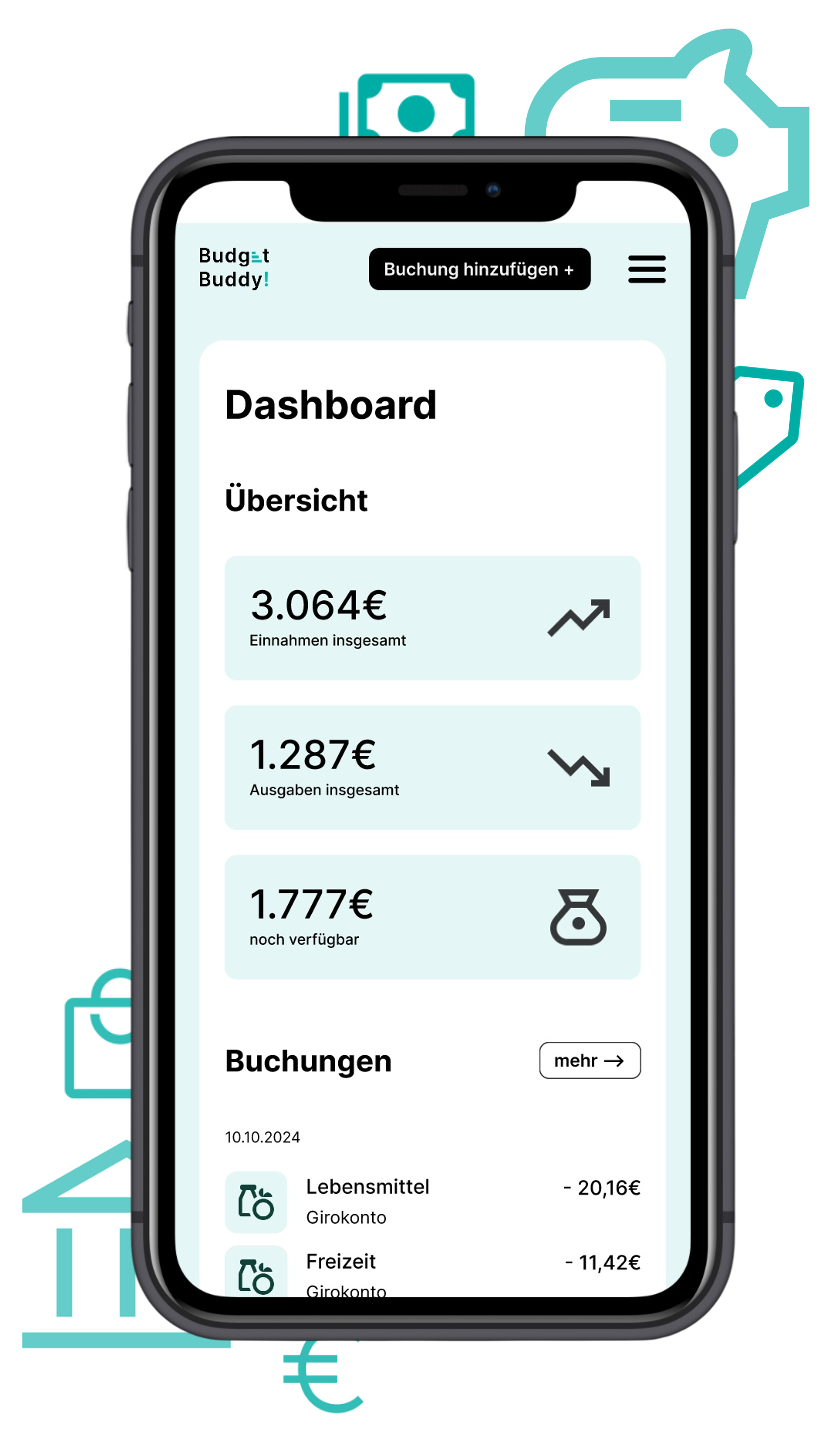 Budget
Buddy!
Buchung hinzufügen +
Dashboard
Übersicht
3.064€
Einnahmen insgesamt
1.287€
Ausgaben insgesamt
1.777€
noch verfügbar
Buchungen
mehr →
10.10.2024
Lebensmittel
- 20,16€
Girokonto
Freizeit
- 11,42€
Girokonto
€